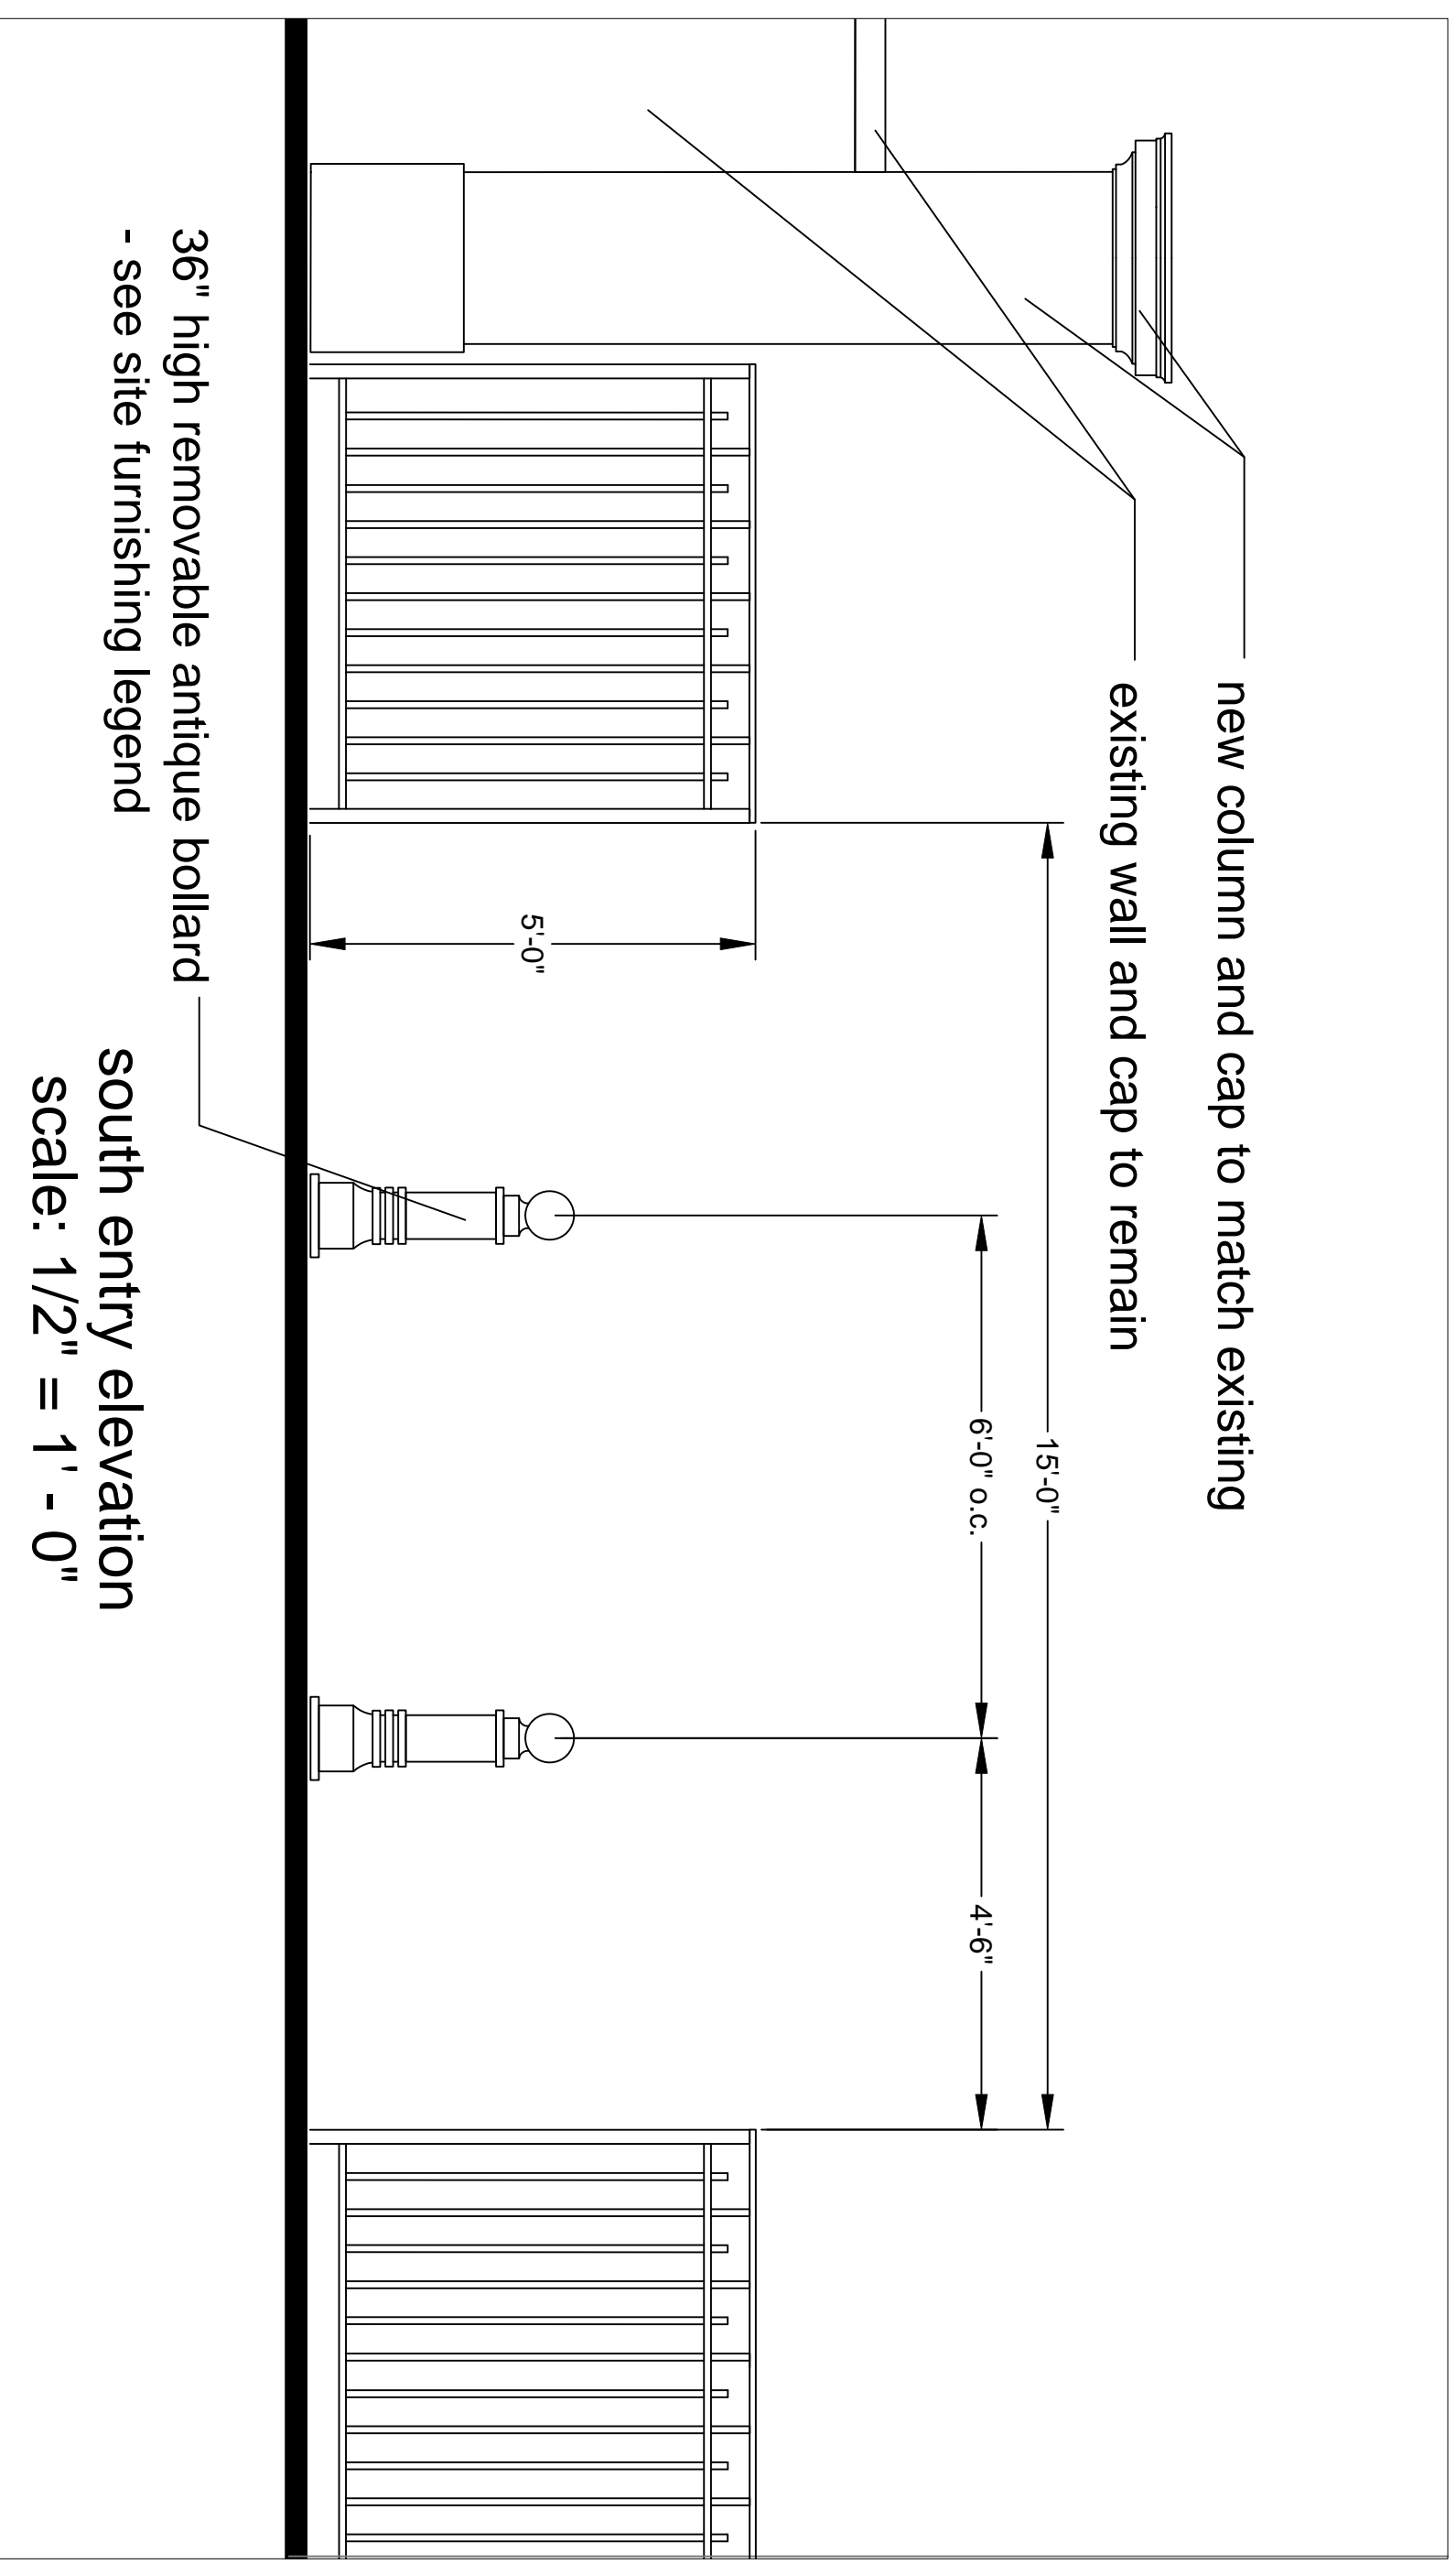 new column and cap to match existing
existing wall and cap to remain
15'-0"
6'-0" o.c.
4'-6"
5'-0"
36" high removable antique bollard
- see site furnishing legend
south entry elevation
scale: 1/2" = 1' - 0"